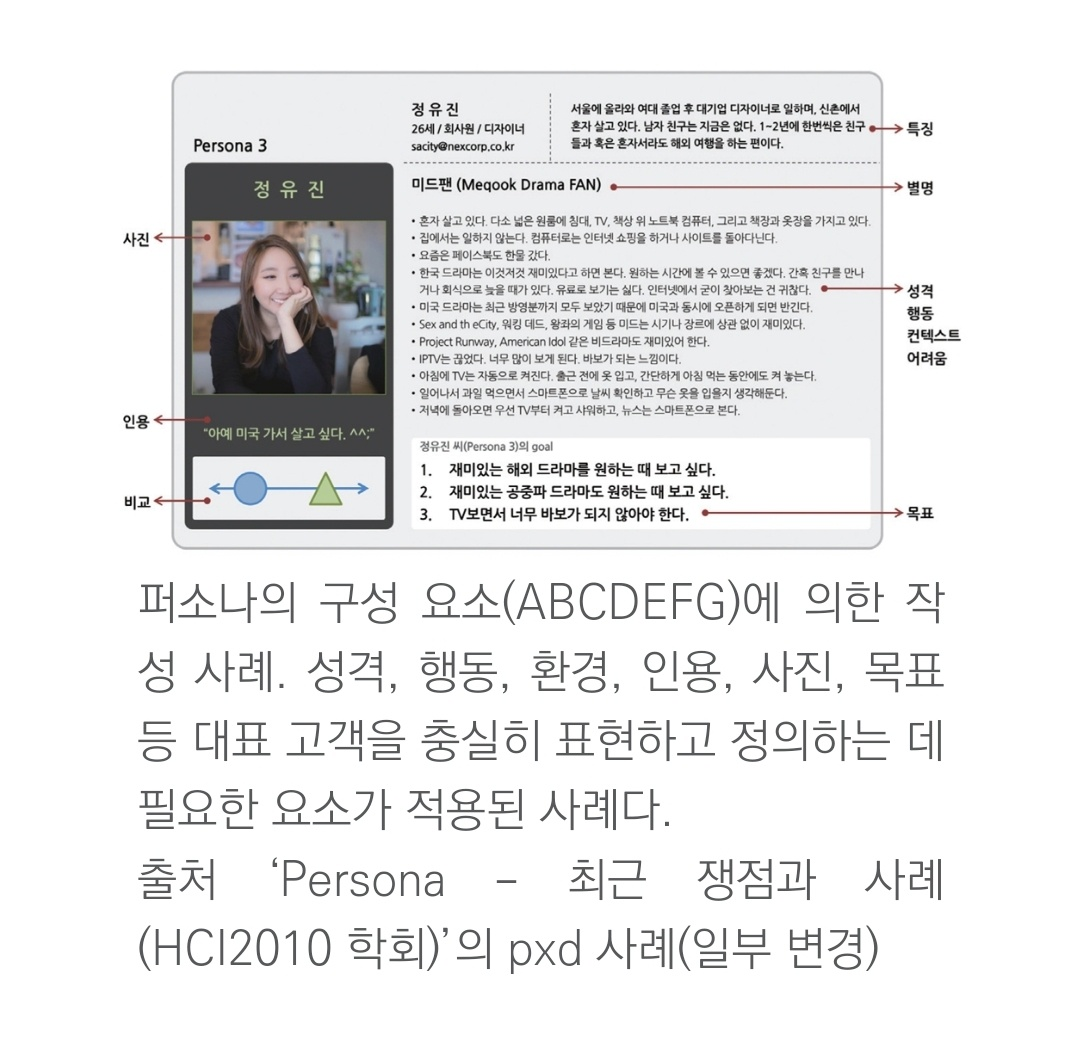 Persona 3
정 유 진
26세 / 회사원 / 디자이너
sacity@nexcorp,co,kr
서울에 올라와 여대 졸업 후 대기업 디자이너로 일하며, 신촌에서
혼자 살고 있다. 남자 친구는 지금은 없다. 1~2년에 한번씩은 친구
들과 혹은 혼자서라도 해외 여행을 하는 편이다.
특징
정 유 진
미드팬 (Meqook Drama FAN)
별명
사진
• 혼자 살고 있다. 다소 넓은 원룸에 침대, TV, 책상 위 노트북 컴퓨터, 그리고 책장과 옷장을 가지고 있다.
• 집에서는 일하지 않는다. 컴퓨터로는 인터넷 쇼핑을 하거나 사이트를 돌아다닌다.
• 요즘은 페이스북도 한물 갔다.
• 한국 드라마는 이것저것 재미있다고 하면 본다. 원하는 시간에 볼 수 있으면 좋겠다. 간혹 친구를 만나
거나 회식으로 늦을 때가 있다. 유료로 보기는 싫다. 인터넷에서 굳이 찾아보는 건 귀찮다.
• 미국 드라마는 최근 방영분까지 모두 보았기 때문에 미국과 동시에 오픈하게 되면 반긴다.
• Sex and th eCity, 워킹 데드, 왕좌의 게임 등 미드는 시기나 장르에 상관 없이 재미있다.
• Project Runway, American Idol 같은 비드라마도 재미있어 한다.
• IPTV는 끊었다. 너무 많이 보게 된다. 바보가 되는 느낌이다.
• 아침에 TV는 자동으로 켜진다. 출근 전에 옷 입고, 간단하게 아침 먹는 동안에도 켜 놓는다.
• 일어나서 과일 먹으면서 스마트폰으로 날씨 확인하고 무슨 옷을 입을지 생각해둔다.
• 저녁에 돌아오면 우선 TV부터 켜고 샤워하고, 뉴스는 스마트폰으로 본다.
성격
행동
컨텍스트
어려움
인용
“아예 미국 가서 살고 싶다. ^^;”
비교
정유진 씨(Persona 3)의 goal
1. 재미있는 해외 드라마를 원하는 때 보고 싶다.
2. 재미있는 공중파 드라마도 원하는 때 보고 싶다.
3. TV보면서 너무 바보가 되지 않아야 한다.
목표
퍼소나의 구성 요소(ABCDEFG)에 의한 작
성 사례. 성격, 행동, 환경, 인용, 사진, 목표
등 대표 고객을 충실히 표현하고 정의하는 데
필요한 요소가 적용된 사례다.
출처 ‘Persona – 최근 쟁점과 사례
(HCI2010 학회)’의 pxd 사례(일부 변경)